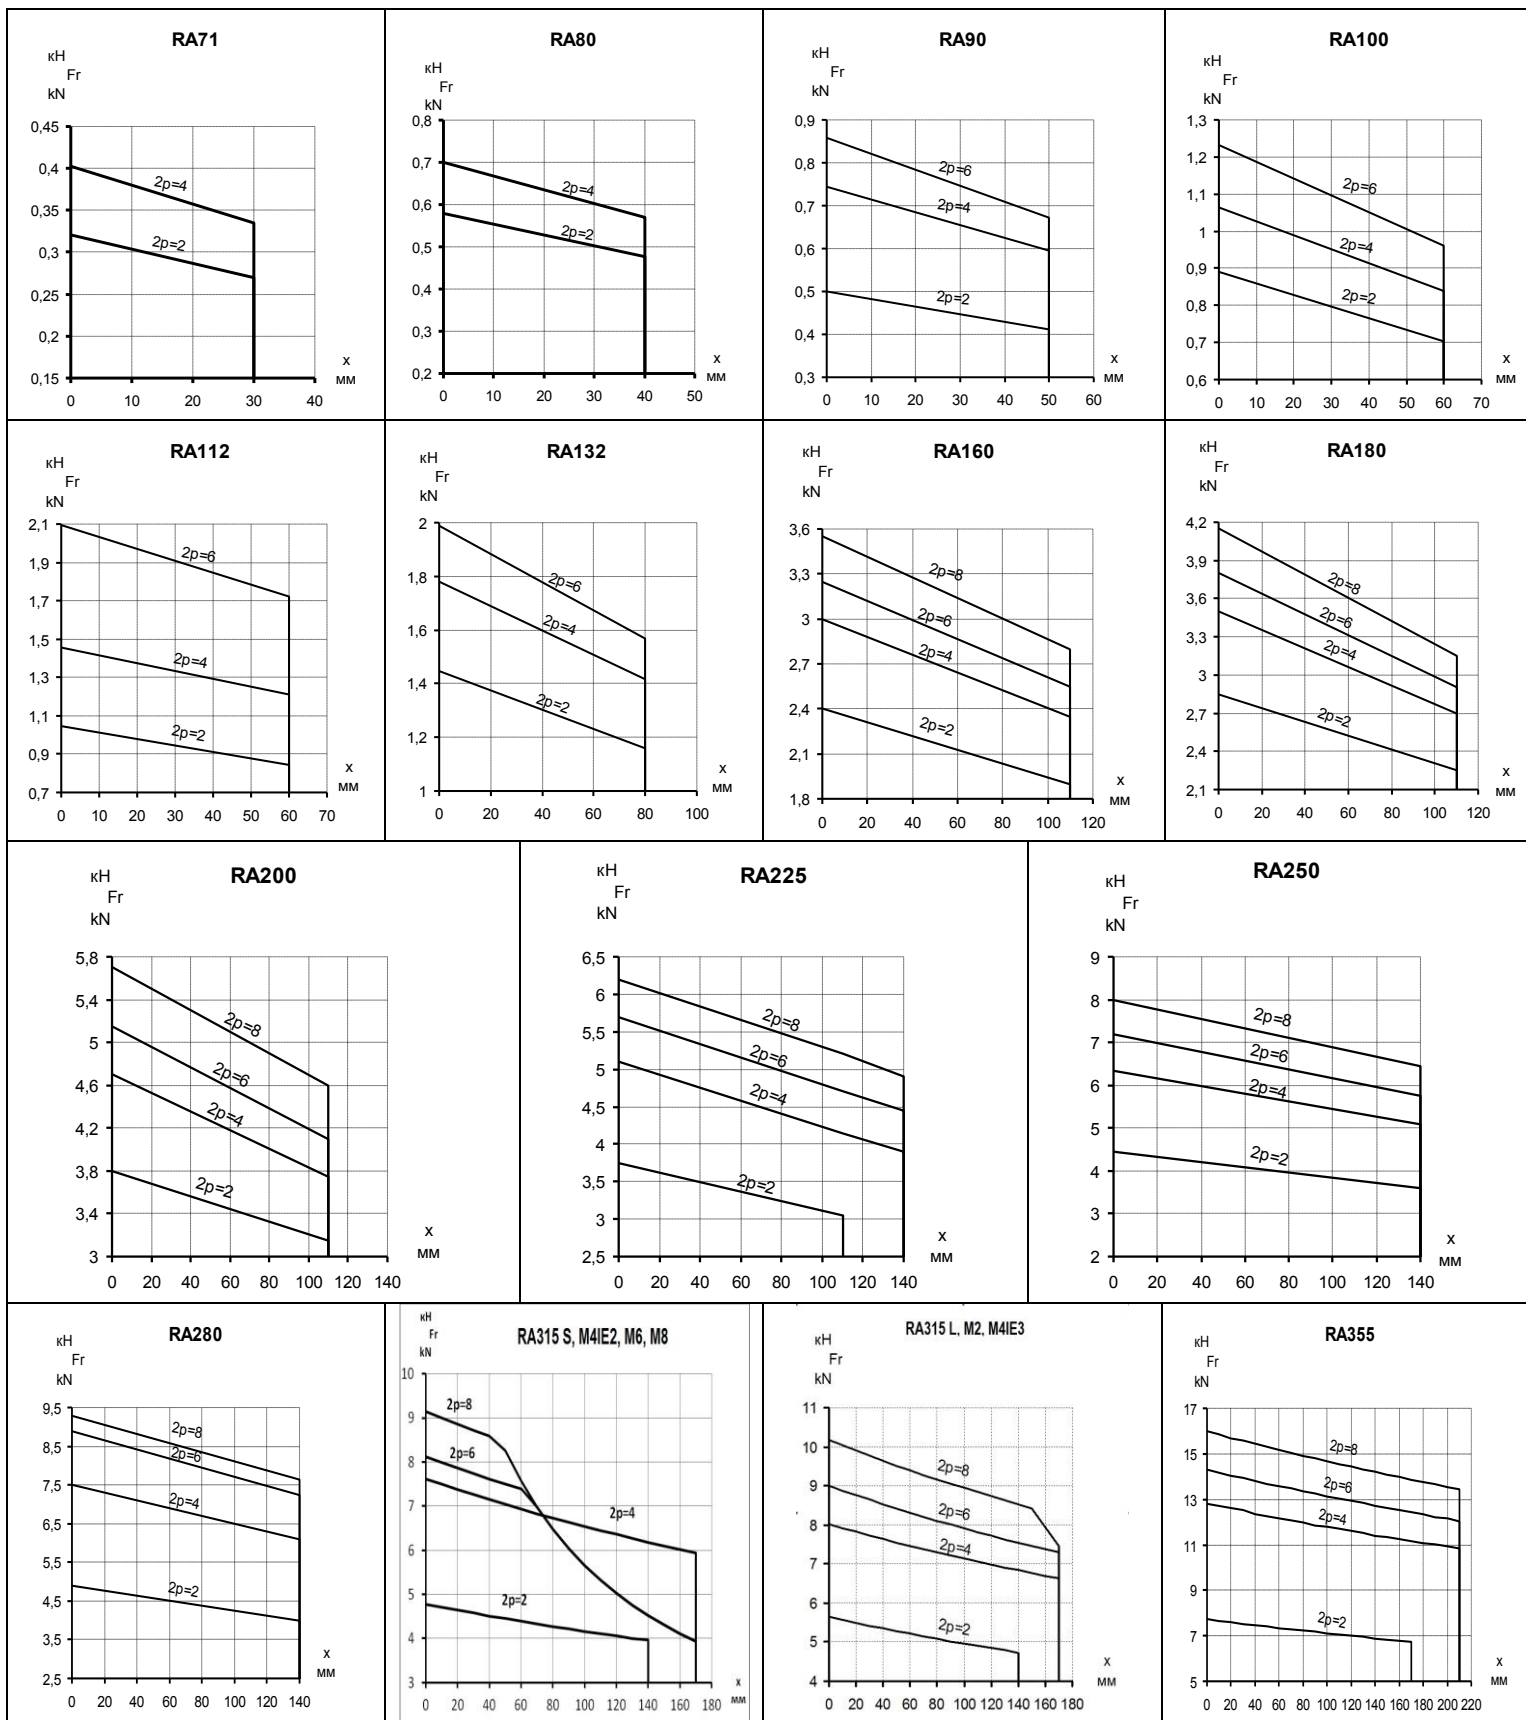 RA71
кН
Fr
kN
0,45
0,4
0,35
0,3
0,25
0,2
0,15
2p=4
2p=2
x
мм
0 10 20 30 40
RA80
кН
Fr
kN
0,8
0,7
0,6
0,5
0,4
0,3
0,2
2p=4
2p=2
x
мм
0 10 20 30 40 50
RA90
кН
Fr
kN
0,9
0,8
0,7
0,6
0,5
0,4
0,3
2p=6
2p=4
2p=2
x
мм
0 10 20 30 40 50 60
RA100
кН
Fr
kN
1,3
1,2
1,1
1
0,9
0,8
0,7
0,6
2p=6
2p=4
2p=2
x
мм
0 10 20 30 40 50 60 70
RA112
кН
Fr
kN
2,1
1,9
1,7
1,5
1,3
1,1
0,9
0,7
2p=6
2p=4
2p=2
x
мм
0 10 20 30 40 50 60 70
RA132
кН
Fr
kN
2
1,8
1,6
1,4
1,2
1
2p=6
2p=4
2p=2
x
мм
0 20 40 60 80 100
RA160
кН
Fr
kN
3,6
3,3
3
2,7
2,4
2,1
1,8
2p=8
2p=6
2p=4
2p=2
x
мм
0 20 40 60 80 100 120
RA180
кН
Fr
kN
4,2
3,9
3,6
3,3
3
2,7
2,4
2,1
2p=8
2p=6
2p=4
2p=2
x
мм
0 20 40 60 80 100 120
RA200
кН
Fr
kN
5,8
5,4
5
4,6
4,2
3,8
3,4
3
2p=8
2p=6
2p=4
2p=2
x
мм
0 20 40 60 80 100 120 140
RA225
кН
Fr
kN
6,5
6
5,5
5
4,5
4
3,5
3
2,5
2p=8
2p=6
2p=4
2p=2
x
мм
0 20 40 60 80 100 120 140
RA250
кН
Fr
kN
9
8
7
6
5
4
3
2
2p=8
2p=6
2p=4
2p=2
x
мм
0 20 40 60 80 100 120 140
RA280
кН
Fr
kN
9,5
8,5
7,5
6,5
5,5
4,5
3,5
2,5
2p=8
2p=6
2p=4
2p=2
x
мм
0 20 40 60 80 100 120 140
RA315 S, M4IE2, M6, M8
кН
Fr
kN
10
9
8
7
6
5
4
3
2p=8
2p=6
2p=4
2p=2
x
мм
0 20 40 60 80 100 120 140 160 180
RA315 L, M2, M4IE3
кН
Fr
kN
11
10
9
8
7
6
5
4
2p=8
2p=6
2p=4
2p=2
x
мм
0 20 40 60 80 100 120 140 160 180
RA355
кН
Fr
kN
17
15
13
11
9
7
5
2p=8
2p=6
2p=4
2p=2
x
мм
0 20 40 60 80 100 120 140 160 180 200 220